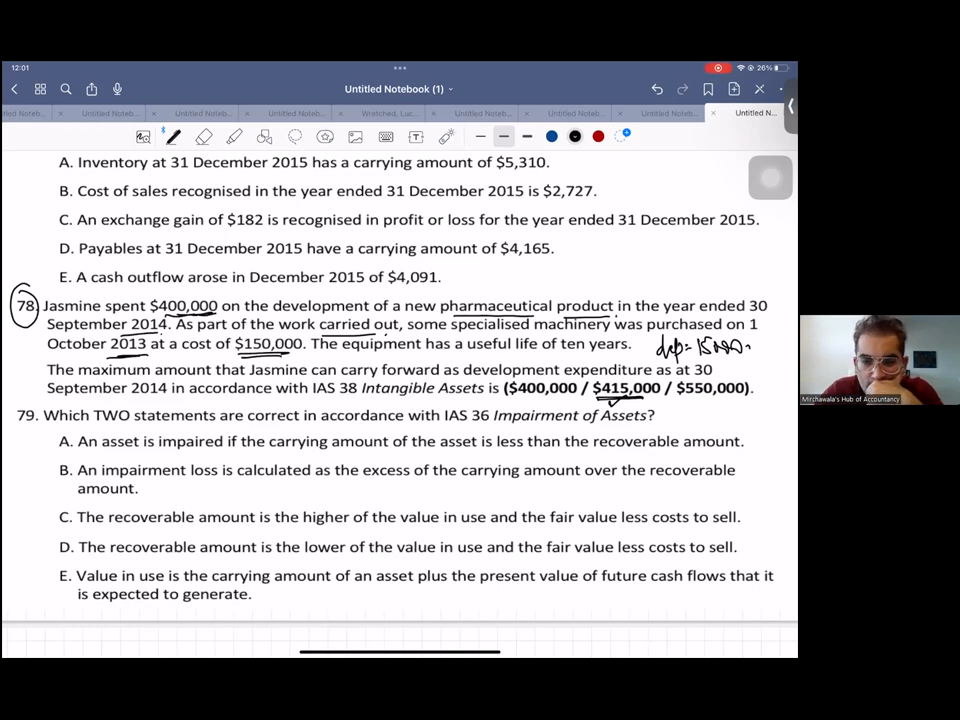 12:01
26%
Untitled Notebook (1)
Untitled Noteb...
Untitled Noteb...
Wretched, Luc...
Untitled Noteb...
Untitled Noteb...
Untitled Noteb...
Untitled N...
A. Inventory at 31 December 2015 has a carrying amount of $5,310.
B. Cost of sales recognised in the year ended 31 December 2015 is $2,727.
C. An exchange gain of $182 is recognised in profit or loss for the year ended 31 December 2015.
D. Payables at 31 December 2015 have a carrying amount of $4,165.
E. A cash outflow arose in December 2015 of $4,091.
78. Jasmine spent $400,000 on the development of a new pharmaceutical product in the year ended 30
September 2014. As part of the work carried out, some specialised machinery was purchased on 1
October 2013 at a cost of $150,000. The equipment has a useful life of ten years.
dep = 15000
The maximum amount that Jasmine can carry forward as development expenditure as at 30
September 2014 in accordance with IAS 38 Intangible Assets is ($400,000 / $415,000 / $550,000).
79. Which TWO statements are correct in accordance with IAS 36 Impairment of Assets?
A. An asset is impaired if the carrying amount of the asset is less than the recoverable amount.
B. An impairment loss is calculated as the excess of the carrying amount over the recoverable
amount.
C. The recoverable amount is the higher of the value in use and the fair value less costs to sell.
D. The recoverable amount is the lower of the value in use and the fair value less costs to sell.
E. Value in use is the carrying amount of an asset plus the present value of future cash flows that it
is expected to generate.
Mirchawala's Hub of Accountancy